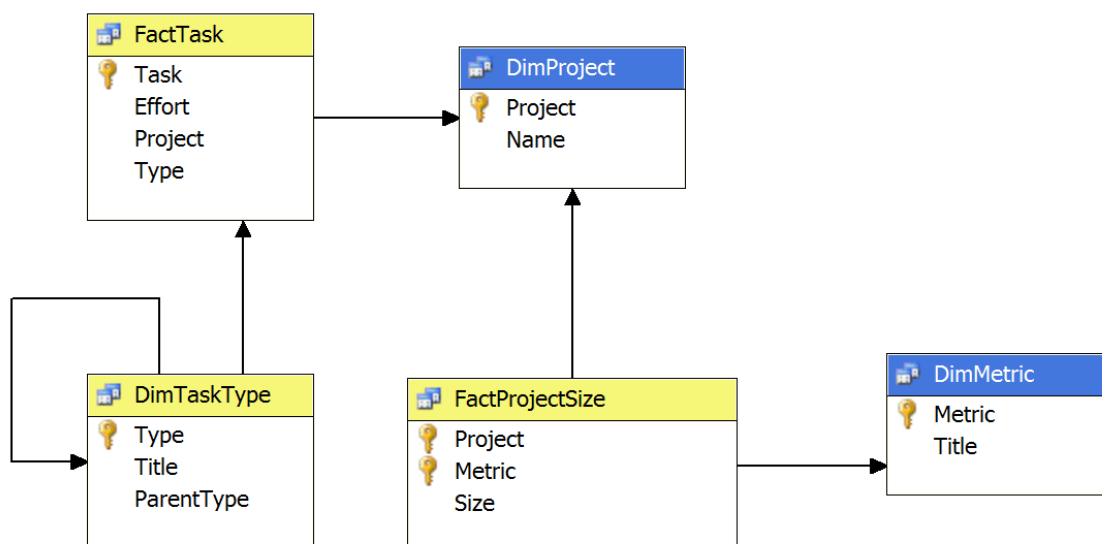 FactTask
Task
Effort
Project
Type
DimProject
Project
Name
DimTaskType
Type
Title
ParentType
FactProjectSize
Project
Metric
Size
DimMetric
Metric
Title